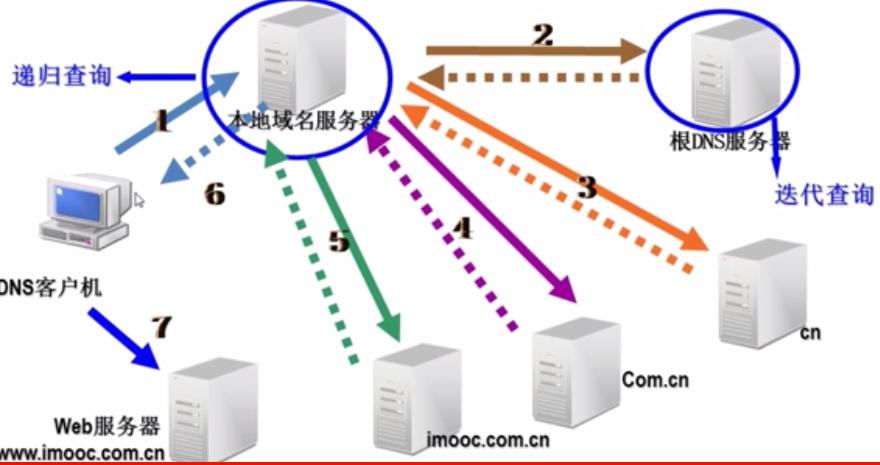 2
递归查询
1
本地域名服务器
根DNS服务器
迭代查询
6
3
4
5
DNS客户机
7
cn
Com.cn
Web服务器
www.imooc.com.cn
imooc.com.cn